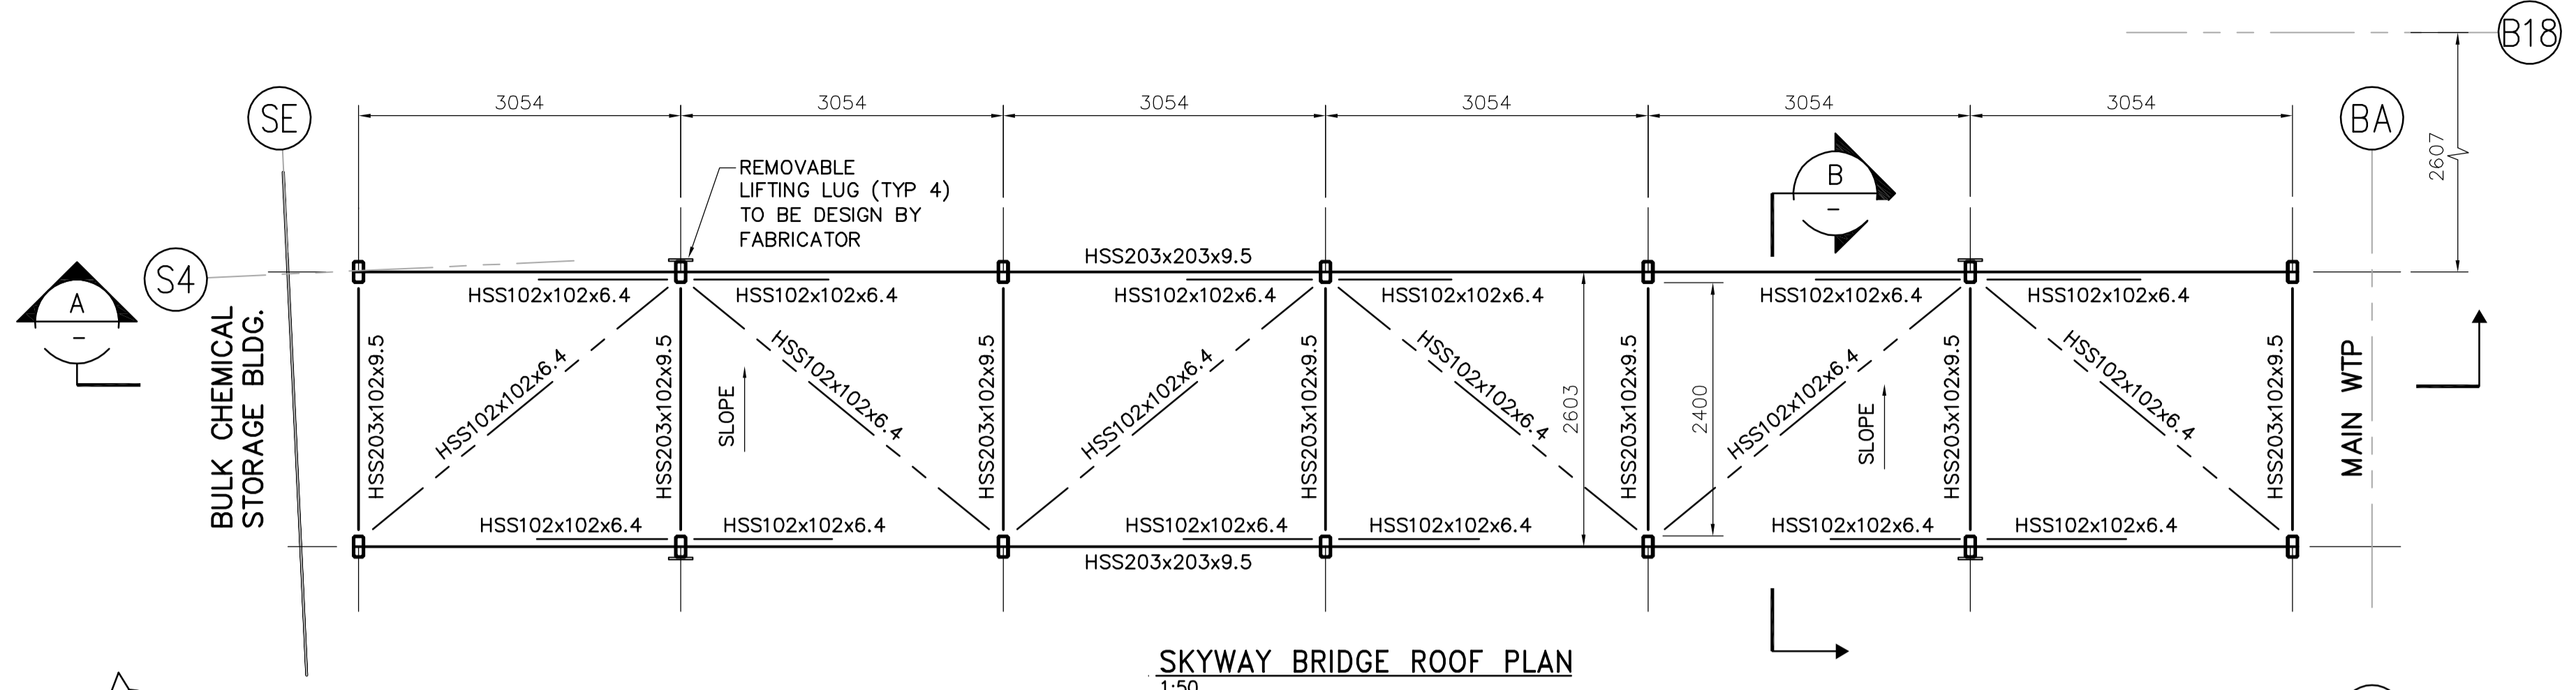 B18
3054 3054 3054 3054 3054 3054
SE
BA
2607
REMOVABLE
LIFTING LUG (TYP 4)
TO BE DESIGN BY
FABRICATOR
B
-
HSS203x203x9.5
S4
A
-
HSS102x102x6.4 HSS102x102x6.4 HSS102x102x6.4 HSS102x102x6.4 HSS102x102x6.4 HSS102x102x6.4
BULK CHEMICAL
STORAGE BLDG.
HSS203x102x9.5
HSS102x102x6.4
HSS203x102x9.5
SLOPE
HSS102x102x6.4
HSS203x102x9.5
HSS102x102x6.4
HSS203x102x9.5
HSS102x102x6.4
2603
HSS203x102x9.5
2400
HSS102x102x6.4
SLOPE
HSS203x102x9.5
HSS102x102x6.4
HSS203x102x9.5
MAIN WTP
HSS102x102x6.4 HSS102x102x6.4 HSS102x102x6.4 HSS102x102x6.4 HSS102x102x6.4 HSS102x102x6.4
HSS203x203x9.5
SKYWAY BRIDGE ROOF PLAN
1:50